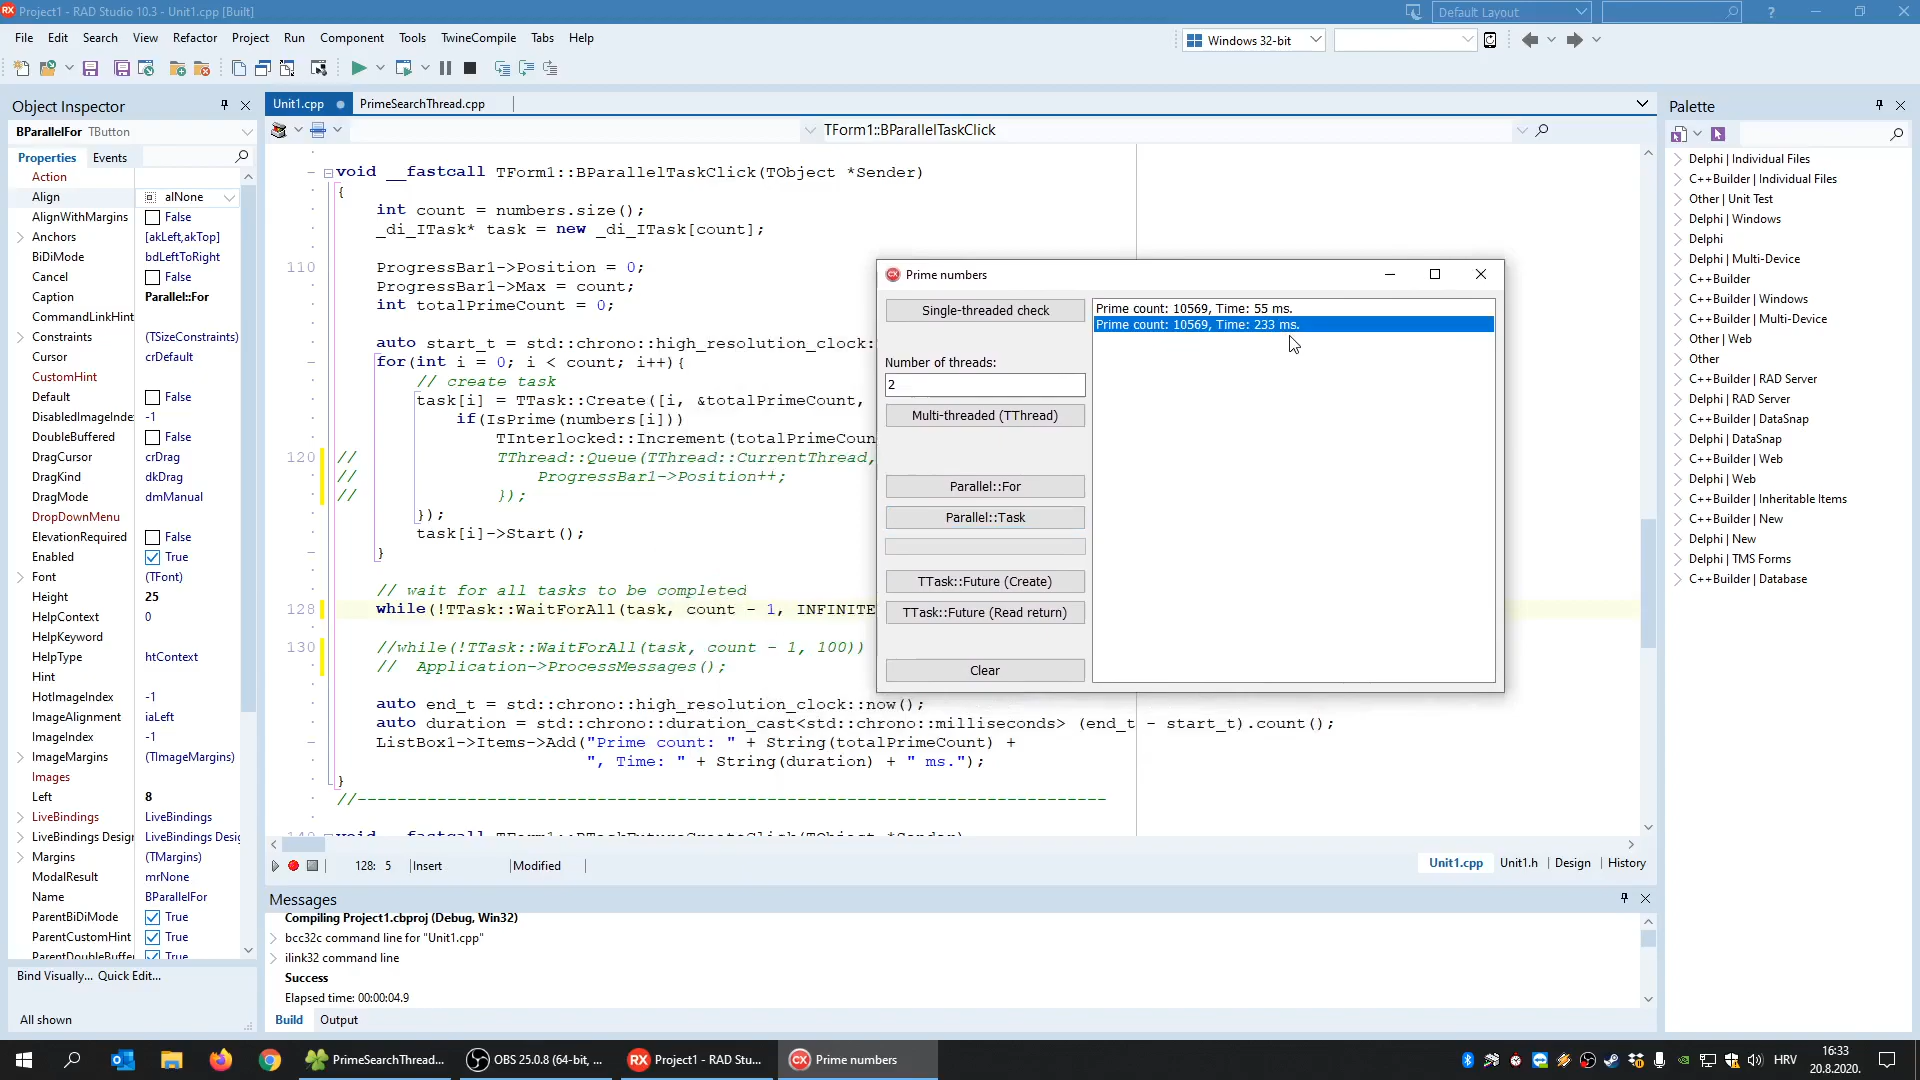 Project1 - RAD Studio 10.3 - Unit1.cpp [Built]
Default Layout
File Edit Search View Refactor Project Run Component Tools TwineCompile Tabs Help
Windows 32-bit
Object Inspector
BParallelFor TButton
Properties Events
Action
Align alNone
AlignWithMargins False
Anchors [akLeft,akTop]
BiDiMode bdLeftToRight
Cancel False
Caption Parallel::For
CommandLinkHint
Constraints (TSizeConstraints)
Cursor crDefault
CustomHint
Default False
DisabledImageInde -1
DoubleBuffered False
DragCursor crDrag
DragKind dkDrag
DragMode dmManual
DropDownMenu
ElevationRequired False
Enabled True
Font (TFont)
Height 25
HelpContext 0
HelpKeyword
HelpType htContext
Hint
HotImageIndex -1
ImageAlignment iaLeft
ImageIndex -1
ImageMargins (TImageMargins)
Images
Left 8
LiveBindings LiveBindings
LiveBindings Design LiveBindings Desig
Margins (TMargins)
ModalResult mrNone
Name BParallelFor
ParentBiDiMode True
ParentCustomHint True
ParentDoubleBuffer True
Bind Visually... Quick Edit...
All shown
Unit1.cpp PrimeSearchThread.cpp
TForm1::BParallelTaskClick
void __fastcall TForm1::BParallelTaskClick(TObject *Sender)
{
int count = numbers.size();
_di_ITask* task = new _di_ITask[count];
110 ProgressBar1->Position = 0;
ProgressBar1->Max = count;
int totalPrimeCount = 0;
auto start_t = std::chrono::high_resolution_clock:
for(int i = 0; i < count; i++){
// create task
task[i] = TTask::Create([i, &totalPrimeCount,
if(IsPrime(numbers[i]))
TInterlocked::Increment(totalPrimeCoun
120 // TThread::Queue(TThread::CurrentThread,
// ProgressBar1->Position++;
// });
});
task[i]->Start();
}
// wait for all tasks to be completed
128 while(!TTask::WaitForAll(task, count - 1, INFINITE
130 //while(!TTask::WaitForAll(task, count - 1, 100))
// Application->ProcessMessages();
auto end_t = std::chrono::high_resolution_clock::now();
auto duration = std::chrono::duration_cast<std::chrono::milliseconds> (end_t - start_t).count();
ListBox1->Items->Add("Prime count: " + String(totalPrimeCount) +
", Time: " + String(duration) + " ms.");
}
//---------------------------------------------------------------------------
140 void __fastcall TForm1::BTaskFutureCreateClick(TObject *Sender)
128: 5 Insert Modified
Unit1.cpp Unit1.h Design History
Prime numbers
Single-threaded check
Number of threads:
2
Multi-threaded (TThread)
Parallel::For
Parallel::Task
TTask::Future (Create)
TTask::Future (Read return)
Clear
Prime count: 10569, Time: 55 ms.
Prime count: 10569, Time: 233 ms.
Messages
Compiling Project1.cbproj (Debug, Win32)
bcc32c command line for "Unit1.cpp"
ilink32 command line
Success
Elapsed time: 00:00:04.9
Build Output
Palette
Delphi | Individual Files
C++Builder | Individual Files
Other | Unit Test
Delphi | Windows
Delphi
Delphi | Multi-Device
C++Builder
C++Builder | Windows
C++Builder | Multi-Device
Other | Web
Other
C++Builder | RAD Server
Delphi | RAD Server
C++Builder | DataSnap
Delphi | DataSnap
C++Builder | Web
Delphi | Web
C++Builder | Inheritable Items
C++Builder | New
Delphi | New
Delphi | TMS Forms
C++Builder | Database
PrimeSearchThread... OBS 25.0.8 (64-bit, ... Project1 - RAD Stu... Prime numbers
HRV
16:33
20.8.2020.